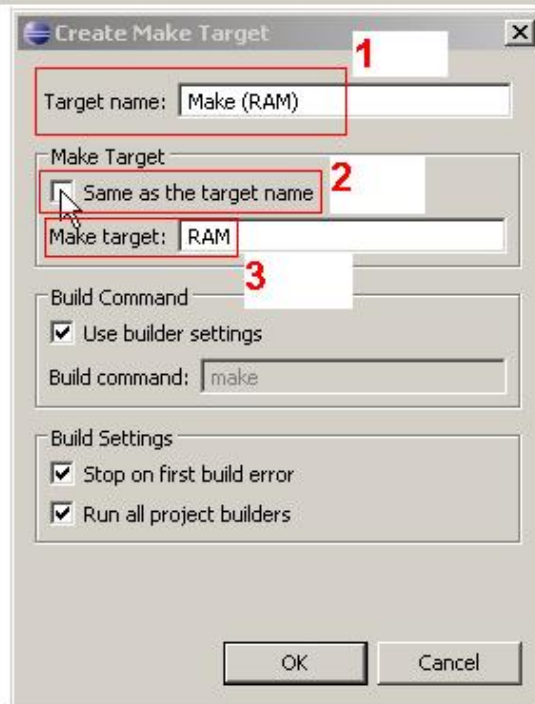 Create Make Target
1
Target name: Make (RAM)
Make Target
Same as the target name
2
Make target: RAM
3
Build Command
Use builder settings
Build command: make
Build Settings
Stop on first build error
Run all project builders
OK Cancel